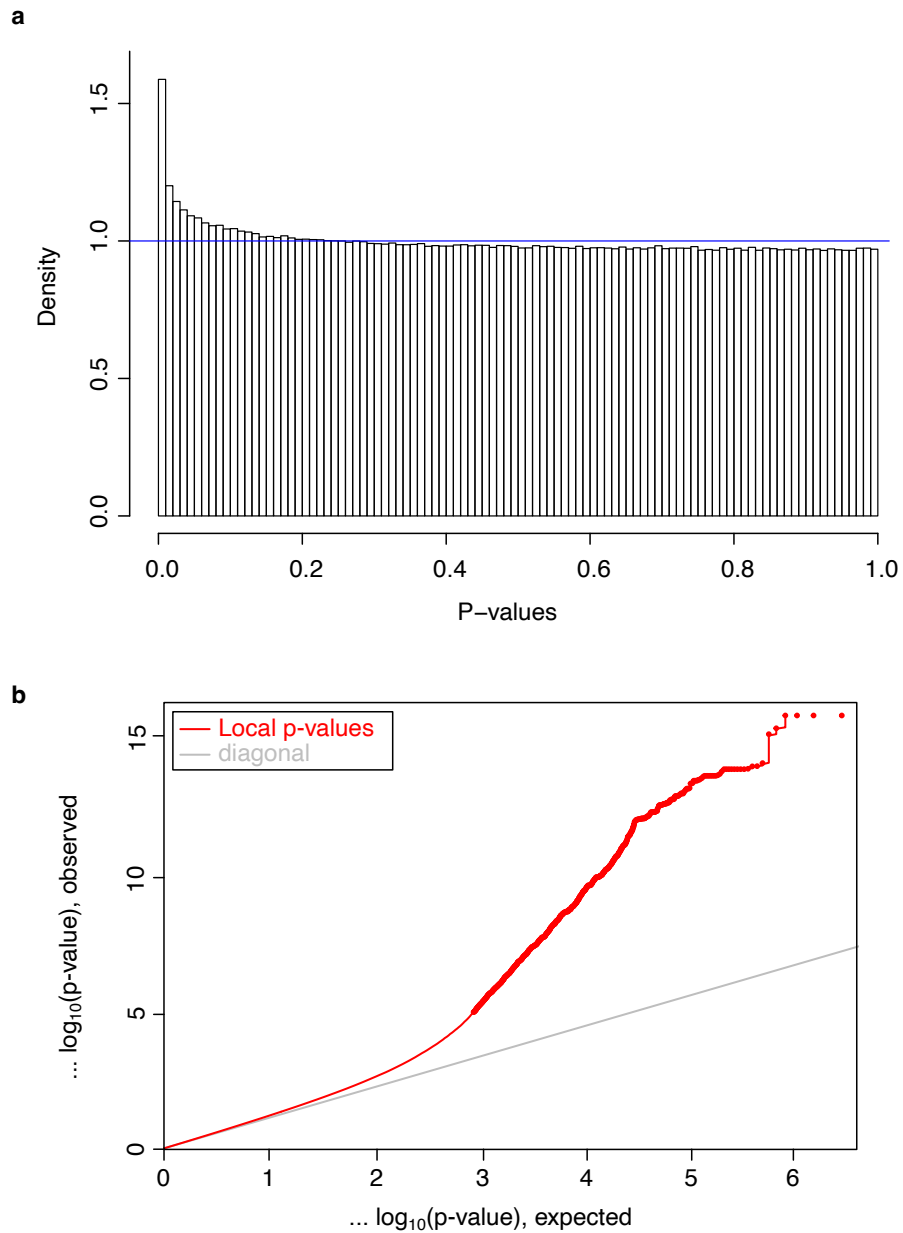 a
1.5
1.0
0.5
0.0
Density
0.0 0.2 0.4 0.6 0.8 1.0
P−values
b
Local p-values
diagonal
15
10
5
0
... log₁₀(p-value), observed
0 1 2 3 4 5 6
... log₁₀(p-value), expected